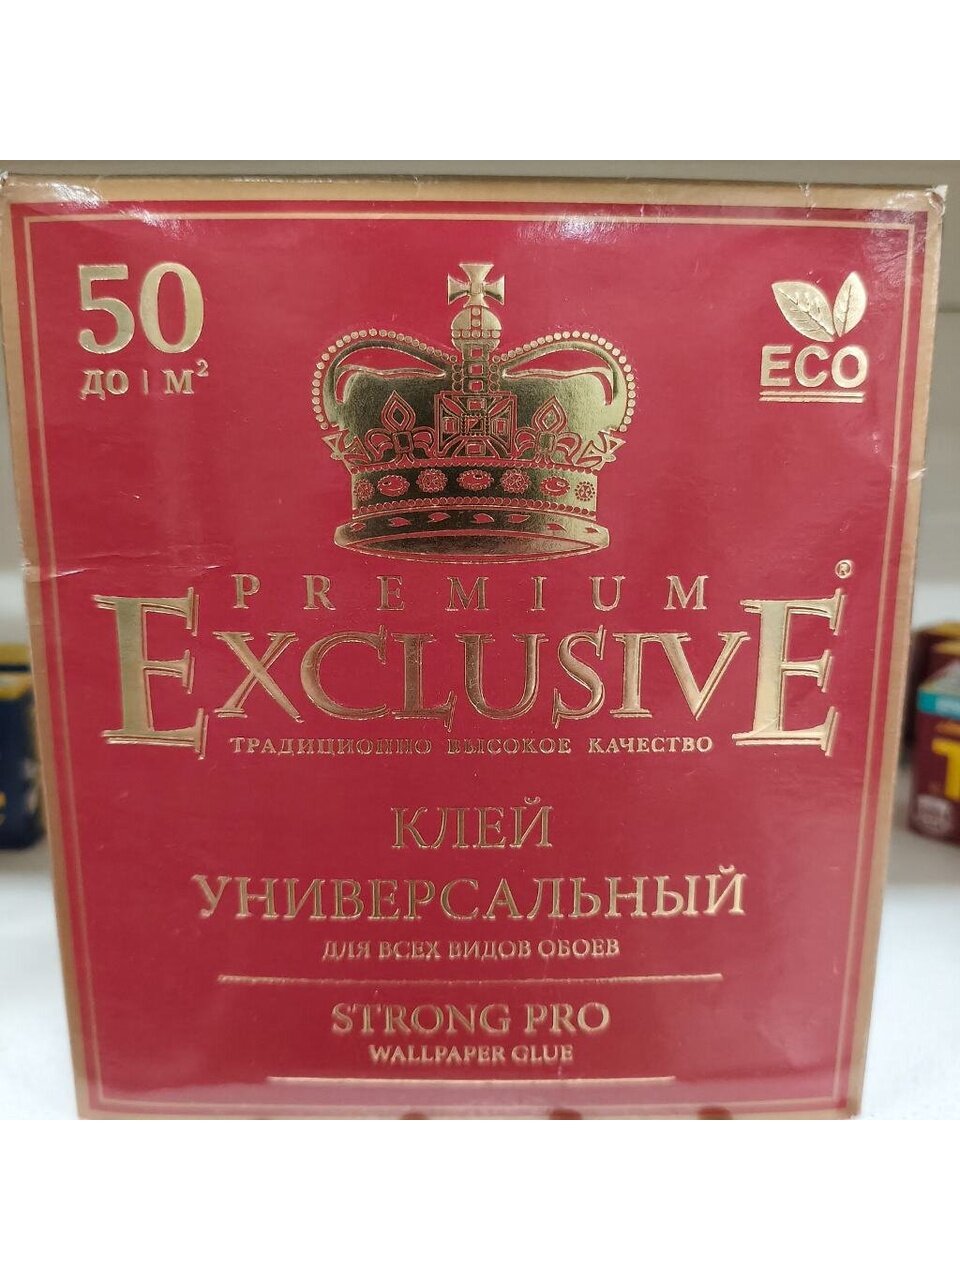 50
до м²
ECO
PREMIUM
EXCLUSIVE®
ТРАДИЦИОННО ВЫСОКОЕ КАЧЕСТВО
КЛЕЙ
УНИВЕРСАЛЬНЫЙ
ДЛЯ ВСЕХ ВИДОВ ОБОЕВ
STRONG PRO
WALLPAPER GLUE